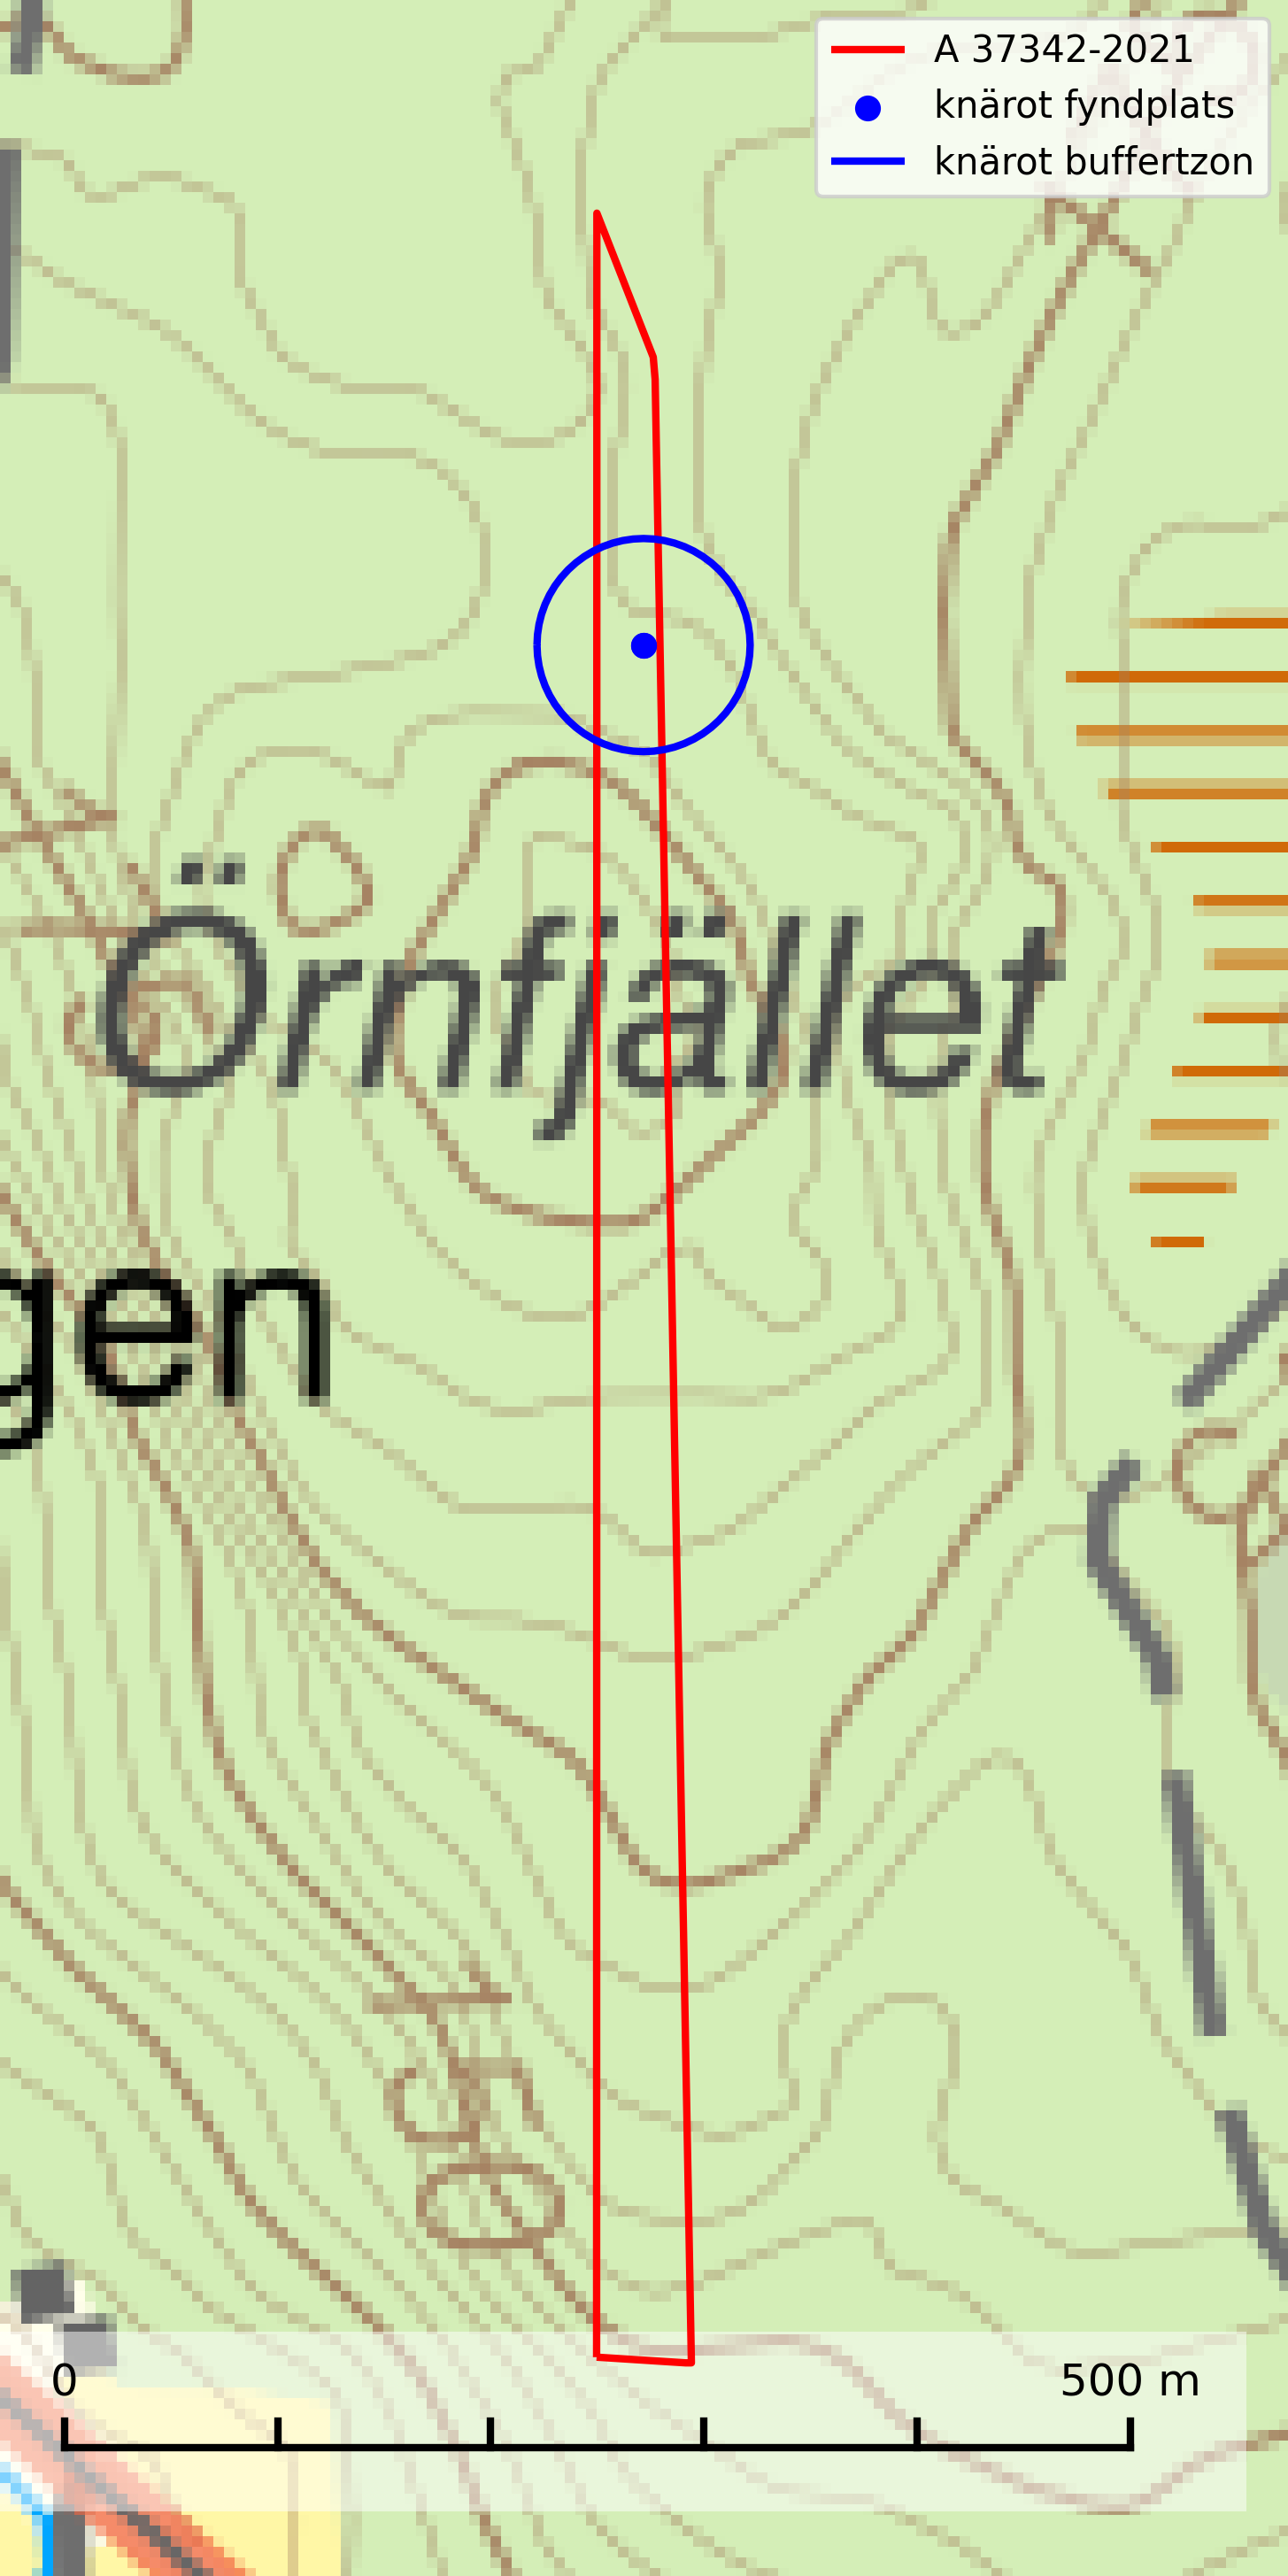 A 37342-2021
knärot fyndplats
knärot buffertzon
Örnfjället
gen
0 500 m